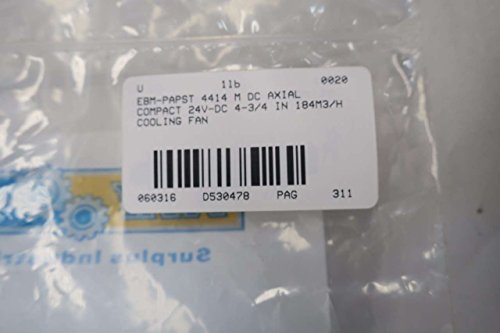 U 1lb 0020
EBM-PAPST 4414 M DC AXIAL
COMPACT 24V-DC 4-3/4 IN 184M3/H
COOLING FAN
060316 D530478 PAG 311
Surplus Industri